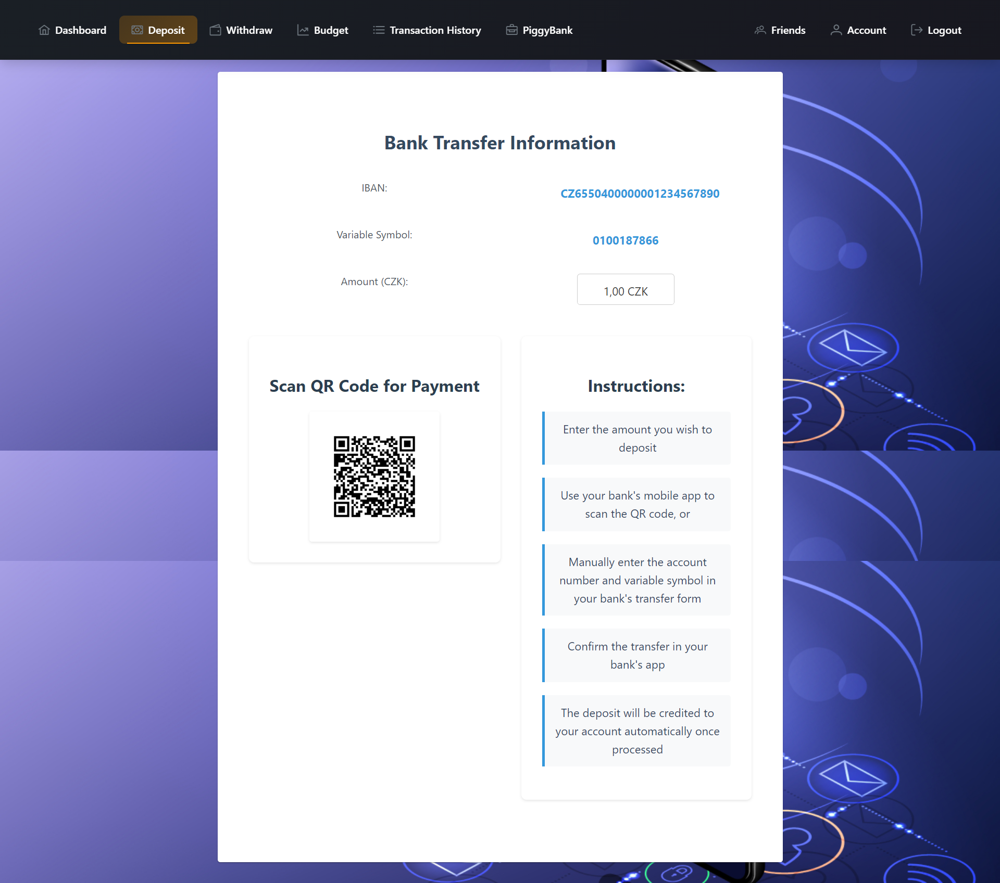 Dashboard
Deposit
Withdraw
Budget
Transaction History
PiggyBank
Friends
Account
Logout
Bank Transfer Information
IBAN:
CZ6550400000001234567890
Variable Symbol:
0100187866
Amount (CZK):
1,00 CZK
Scan QR Code for Payment
Instructions:
Enter the amount you wish to
deposit
Use your bank's mobile app to
scan the QR code, or
Manually enter the account
number and variable symbol in
your bank's transfer form
Confirm the transfer in your
bank's app
The deposit will be credited to
your account automatically once
processed